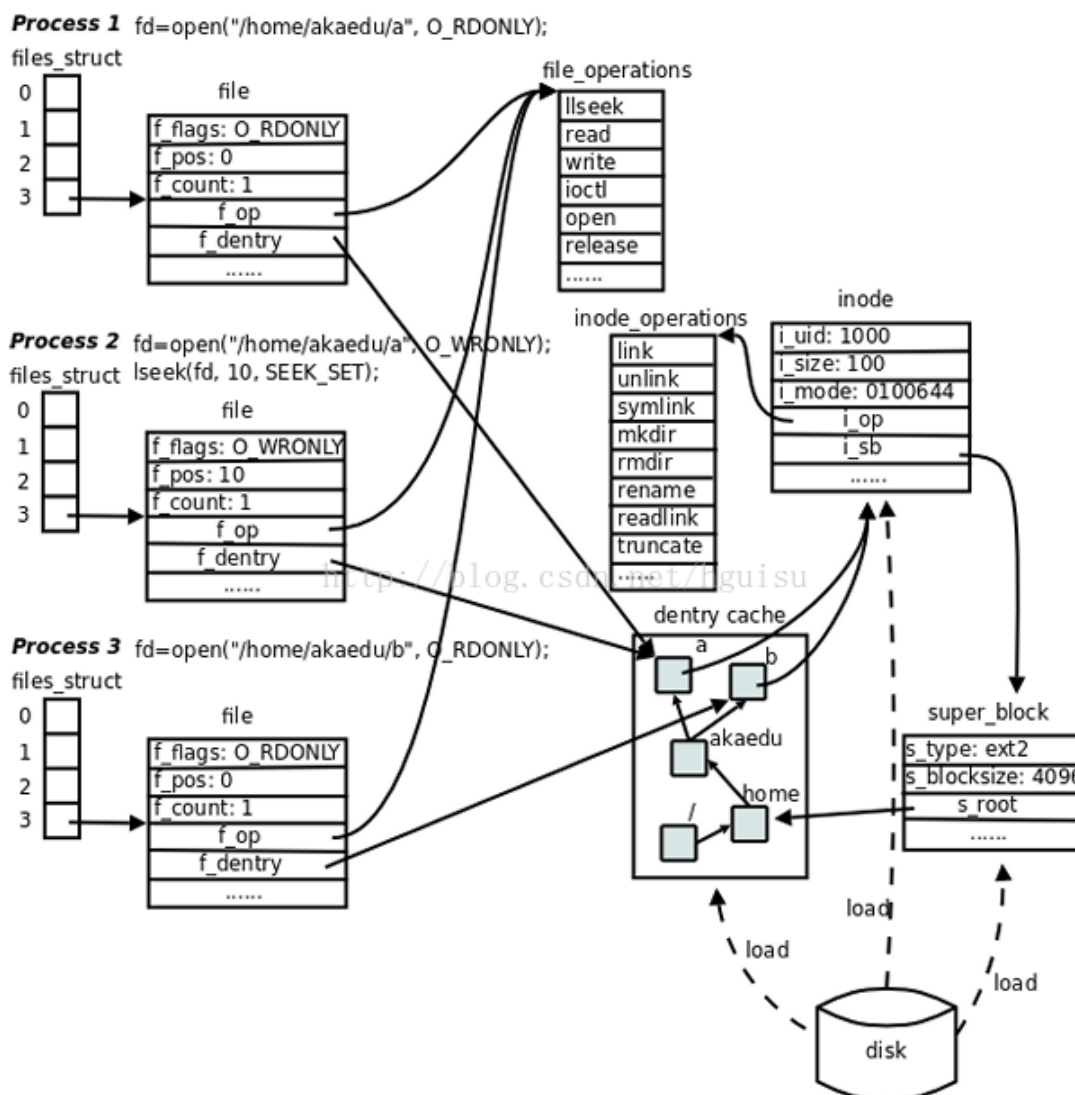 Process 1 fd=open("/home/akaedu/a", O_RDONLY);
files_struct
0
1
2
3
file
f_flags: O_RDONLY
f_pos: 0
f_count: 1
f_op
f_dentry
......
file_operations
llseek
read
write
ioctl
open
release
......
inode_operations
link
unlink
symlink
mkdir
rmdir
rename
readlink
truncate
......
inode
i_uid: 1000
i_size: 100
i_mode: 0100644
i_op
i_sb
......
Process 2 fd=open("/home/akaedu/a", O_WRONLY);
lseek(fd, 10, SEEK_SET);
files_struct
0
1
2
3
file
f_flags: O_WRONLY
f_pos: 10
f_count: 1
f_op
f_dentry
......
http://blog.csdn.net/hguisu
Process 3 fd=open("/home/akaedu/b", O_RDONLY);
files_struct
0
1
2
3
file
f_flags: O_RDONLY
f_pos: 0
f_count: 1
f_op
f_dentry
......
dentry cache
a
b
akaedu
home
/
super_block
s_type: ext2
s_blocksize: 4096
s_root
......
load
load
load
disk